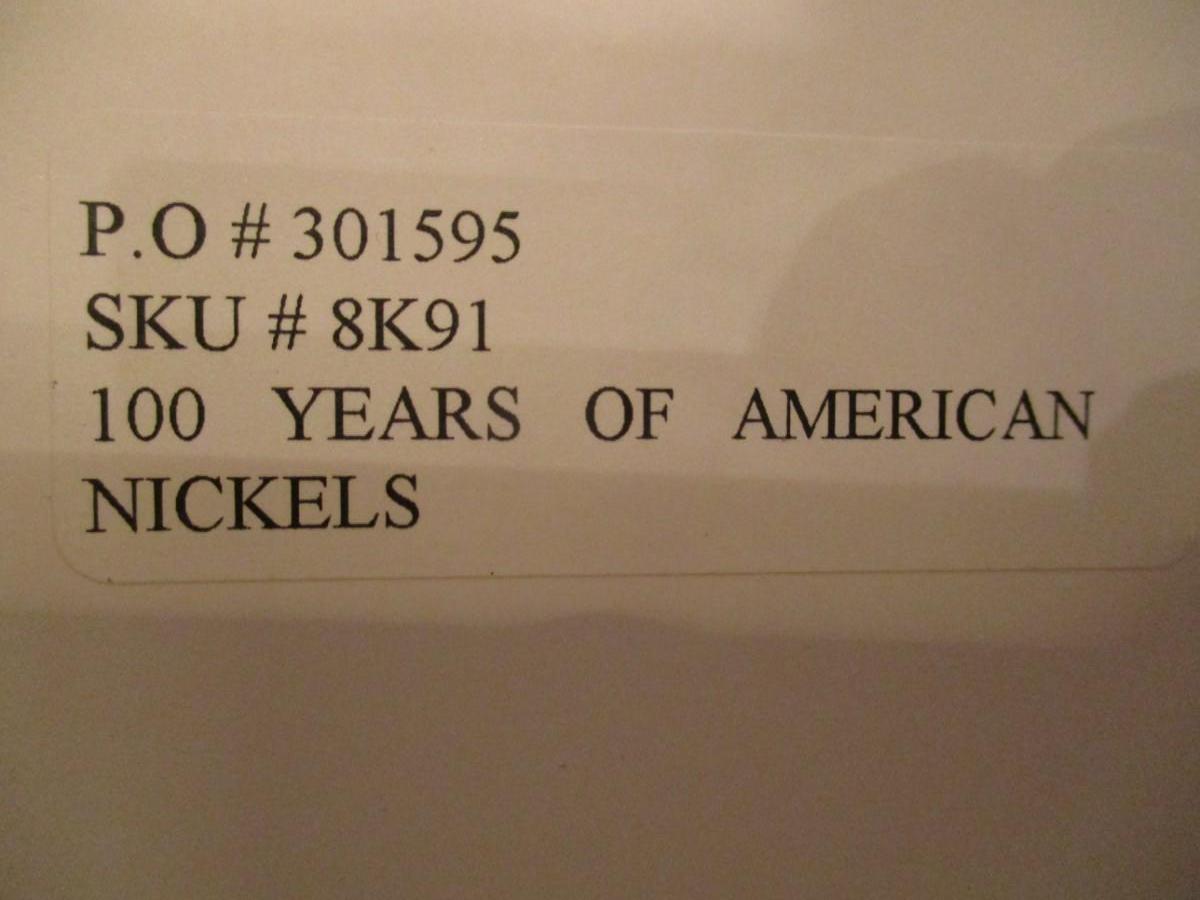 P.O # 301595
SKU # 8K91
100 YEARS OF AMERICAN
NICKELS